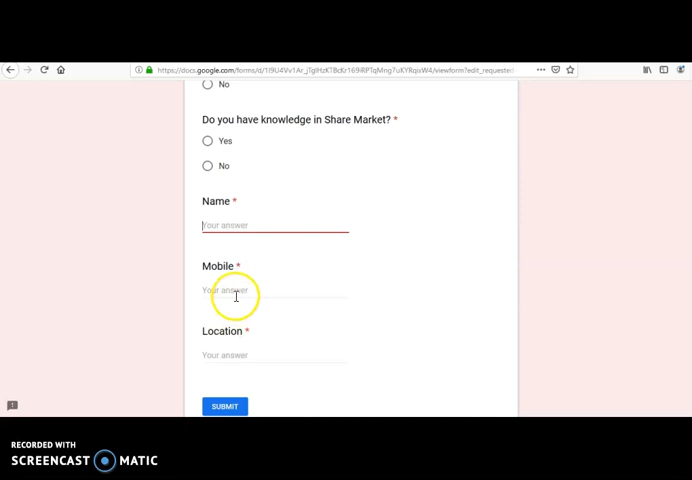 No
Do you have knowledge in Share Market? *
Yes
No
Name *
Your answer
Mobile *
Your answer
Location *
Your answer
SUBMIT
RECORDED WITH
SCREENCAST MATIC